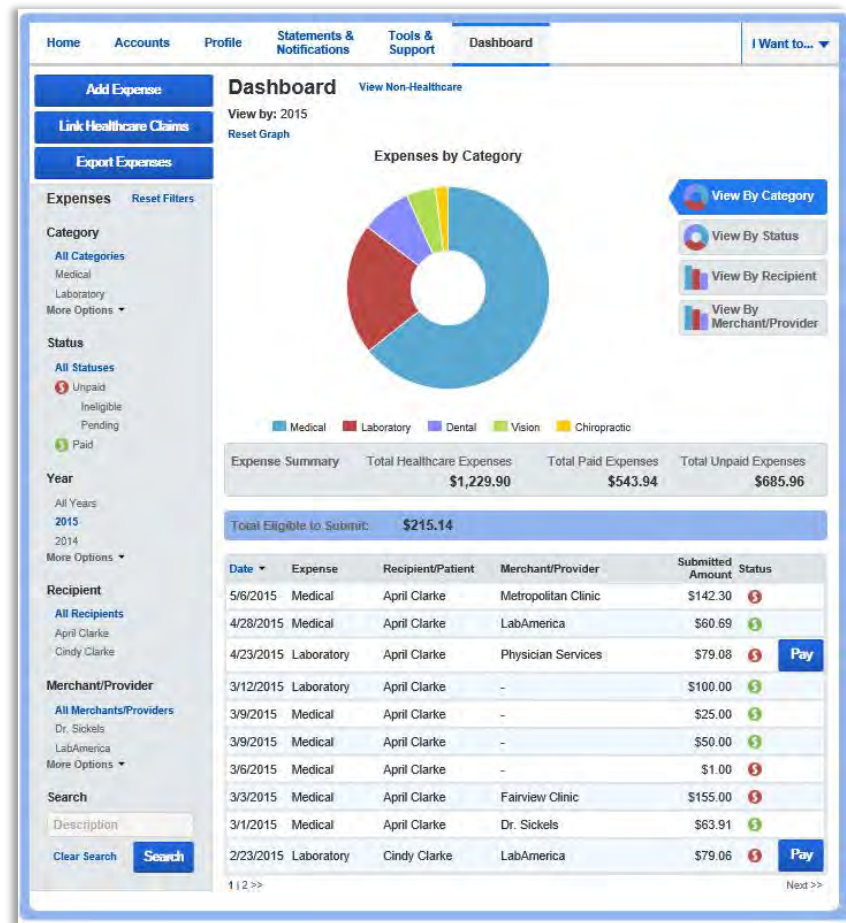 Home Accounts Profile Statements & Notifications Tools & Support Dashboard I Want to...
Add Expense
Link Healthcare Claims
Export Expenses
Expenses Reset Filters
Category
All Categories
Medical
Laboratory
More Options
Status
All Statuses
Unpaid
Ineligible
Pending
Paid
Year
All Years
2015
2014
More Options
Recipient
All Recipients
April Clarke
Cindy Clarke
Merchant/Provider
All Merchants/Providers
Dr. Sickels
LabAmerica
More Options
Search
Description
Clear Search Search
Dashboard View Non-Healthcare
View by: 2015
Reset Graph
Expenses by Category
View By Category
View By Status
View By Recipient
View By
Merchant/Provider
Medical Laboratory Dental Vision Chiropractic
Expense Summary Total Healthcare Expenses Total Paid Expenses Total Unpaid Expenses
$1,229.90 $543.94 $685.96
Total Eligible to Submit: $215.14
Date Expense Recipient/Patient Merchant/Provider Submitted Amount Status
5/6/2015 Medical April Clarke Metropolitan Clinic $142.30
4/28/2015 Medical April Clarke LabAmerica $60.69
4/23/2015 Laboratory April Clarke Physician Services $79.08 Pay
3/12/2015 Laboratory April Clarke - $100.00
3/9/2015 Medical April Clarke - $25.00
3/9/2015 Medical April Clarke - $50.00
3/6/2015 Medical April Clarke - $1.00
3/3/2015 Medical April Clarke Fairview Clinic $155.00
3/1/2015 Medical April Clarke Dr. Sickels $63.91
2/23/2015 Laboratory Cindy Clarke LabAmerica $79.06 Pay
1 | 2 >> Next >>